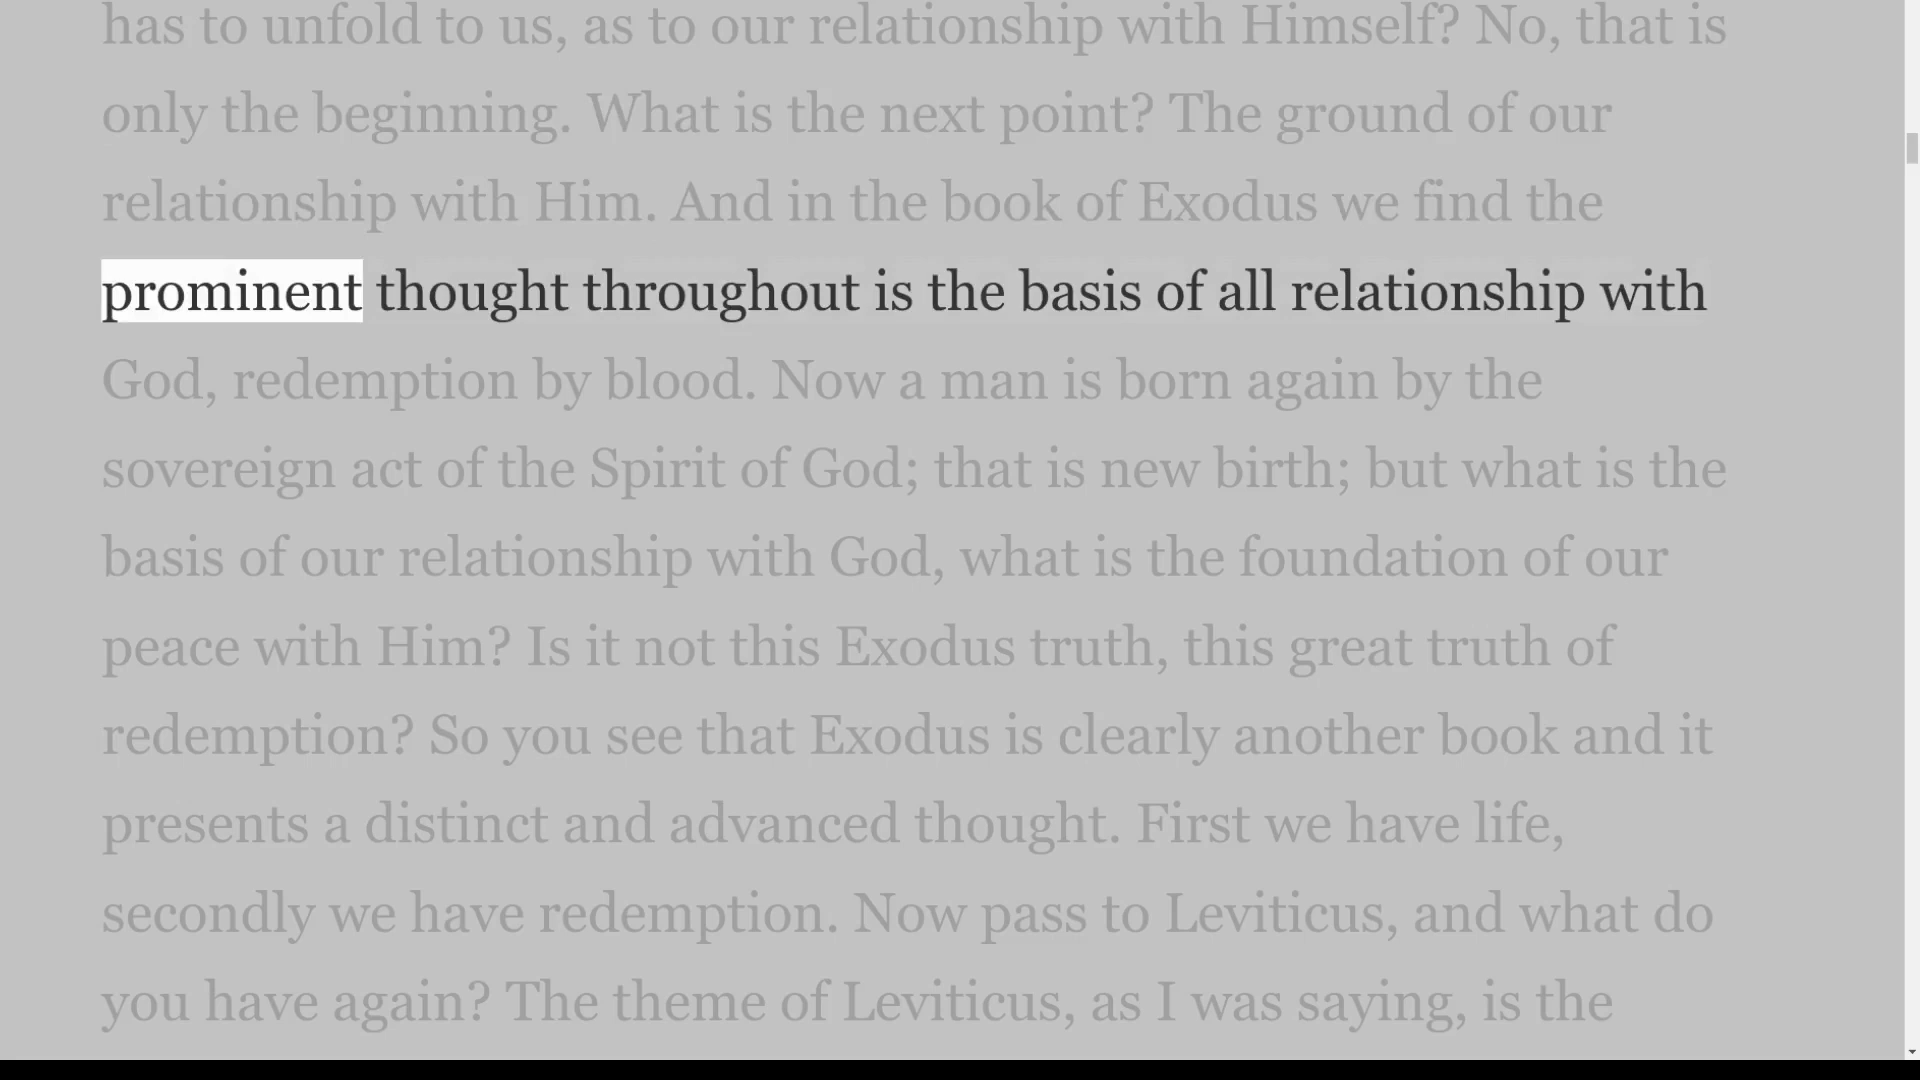 has to unfold to us, as to our relationship with Himself? No, that is
only the beginning. What is the next point? The ground of our
relationship with Him. And in the book of Exodus we find the
prominent thought throughout is the basis of all relationship with
God, redemption by blood. Now a man is born again by the
sovereign act of the Spirit of God; that is new birth; but what is the
basis of our relationship with God, what is the foundation of our
peace with Him? Is it not this Exodus truth, this great truth of
redemption? So you see that Exodus is clearly another book and it
presents a distinct and advanced thought. First we have life,
secondly we have redemption. Now pass to Leviticus, and what do
you have again? The theme of Leviticus, as I was saying, is the